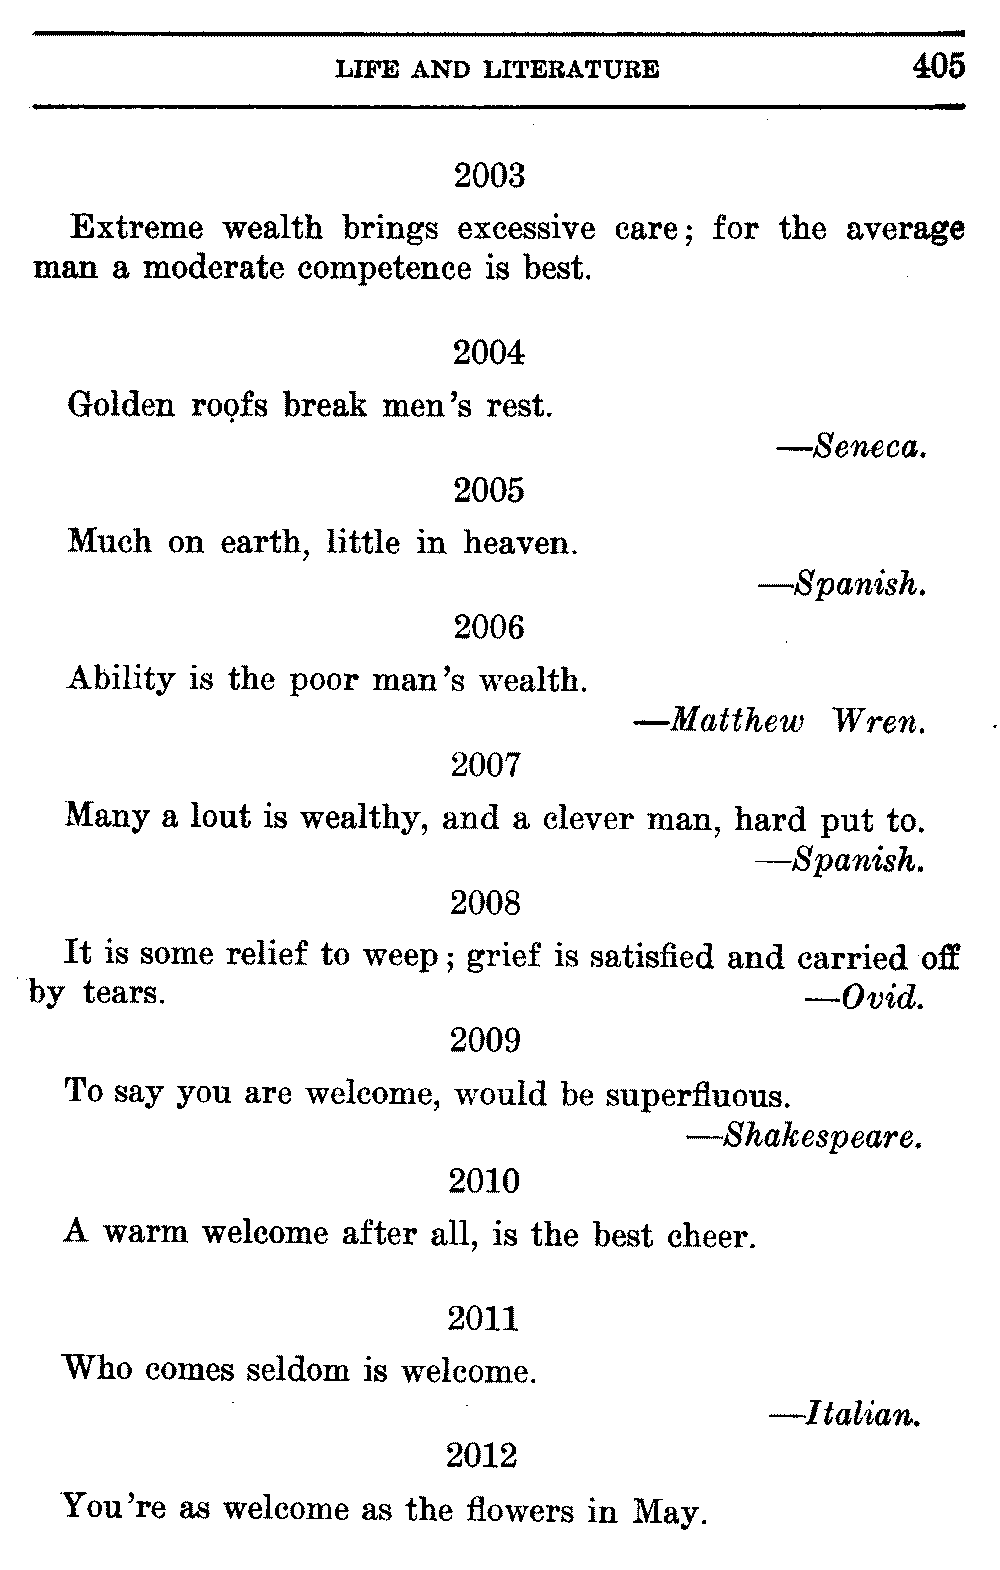 LIFE AND LITERATURE 405
2003
Extreme wealth brings excessive care; for the average
man a moderate competence is best.
2004
Golden roofs break men's rest.
—Seneca.
2005
Much on earth, little in heaven.
—Spanish.
2006
Ability is the poor man's wealth.
—Matthew Wren.
2007
Many a lout is wealthy, and a clever man, hard put to.
—Spanish.
2008
It is some relief to weep; grief is satisfied and carried off
by tears. —Ovid.
2009
To say you are welcome, would be superfluous.
—Shakespeare.
2010
A warm welcome after all, is the best cheer.
2011
Who comes seldom is welcome.
—Italian.
2012
You're as welcome as the flowers in May.